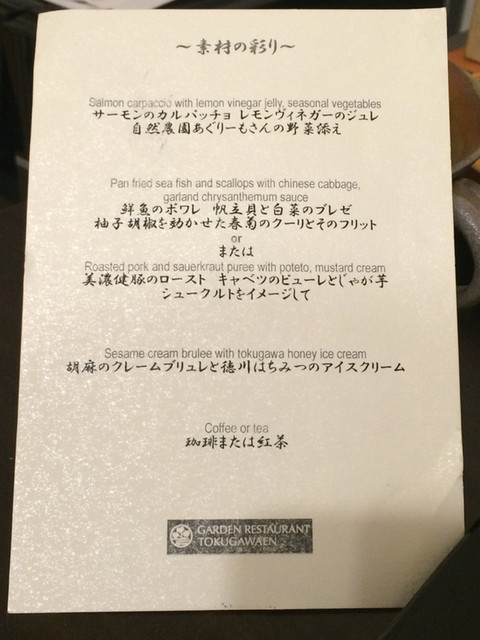 ～素材の彩り～
Salmon carpaccio with lemon vinegar jelly, seasonal vegetables
サーモンのカルパッチョ レモンヴィネガーのジュレ
自然農園あぐりーもさんの野菜添え
Pan fried sea fish and scallops with chinese cabbage,
garland chrysanthemum sauce
鮮魚のポワレ 帆立貝と白菜のブレゼ
柚子胡椒を効かせた春菊のクーリとそのフリット
or
または
Roasted pork and sauerkraut puree with poteto, mustard cream
美濃健豚のロースト キャベツのピューレとじゃが芋
シュークルトをイメージして
Sesame cream brulee with tokugawa honey ice cream
胡麻のクレームブリュレと徳川はちみつのアイスクリーム
Coffee or tea
珈琲または紅茶
GARDEN RESTAURANT
TOKUGAWAEN